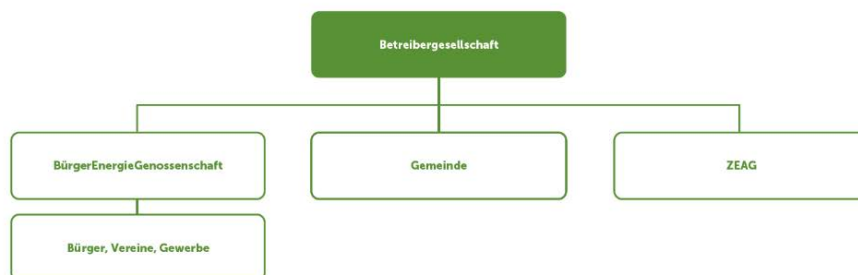 Betreibergesellschaft
BürgerEnergieGenossenschaft
Gemeinde
ZEAG
Bürger, Vereine, Gewerbe